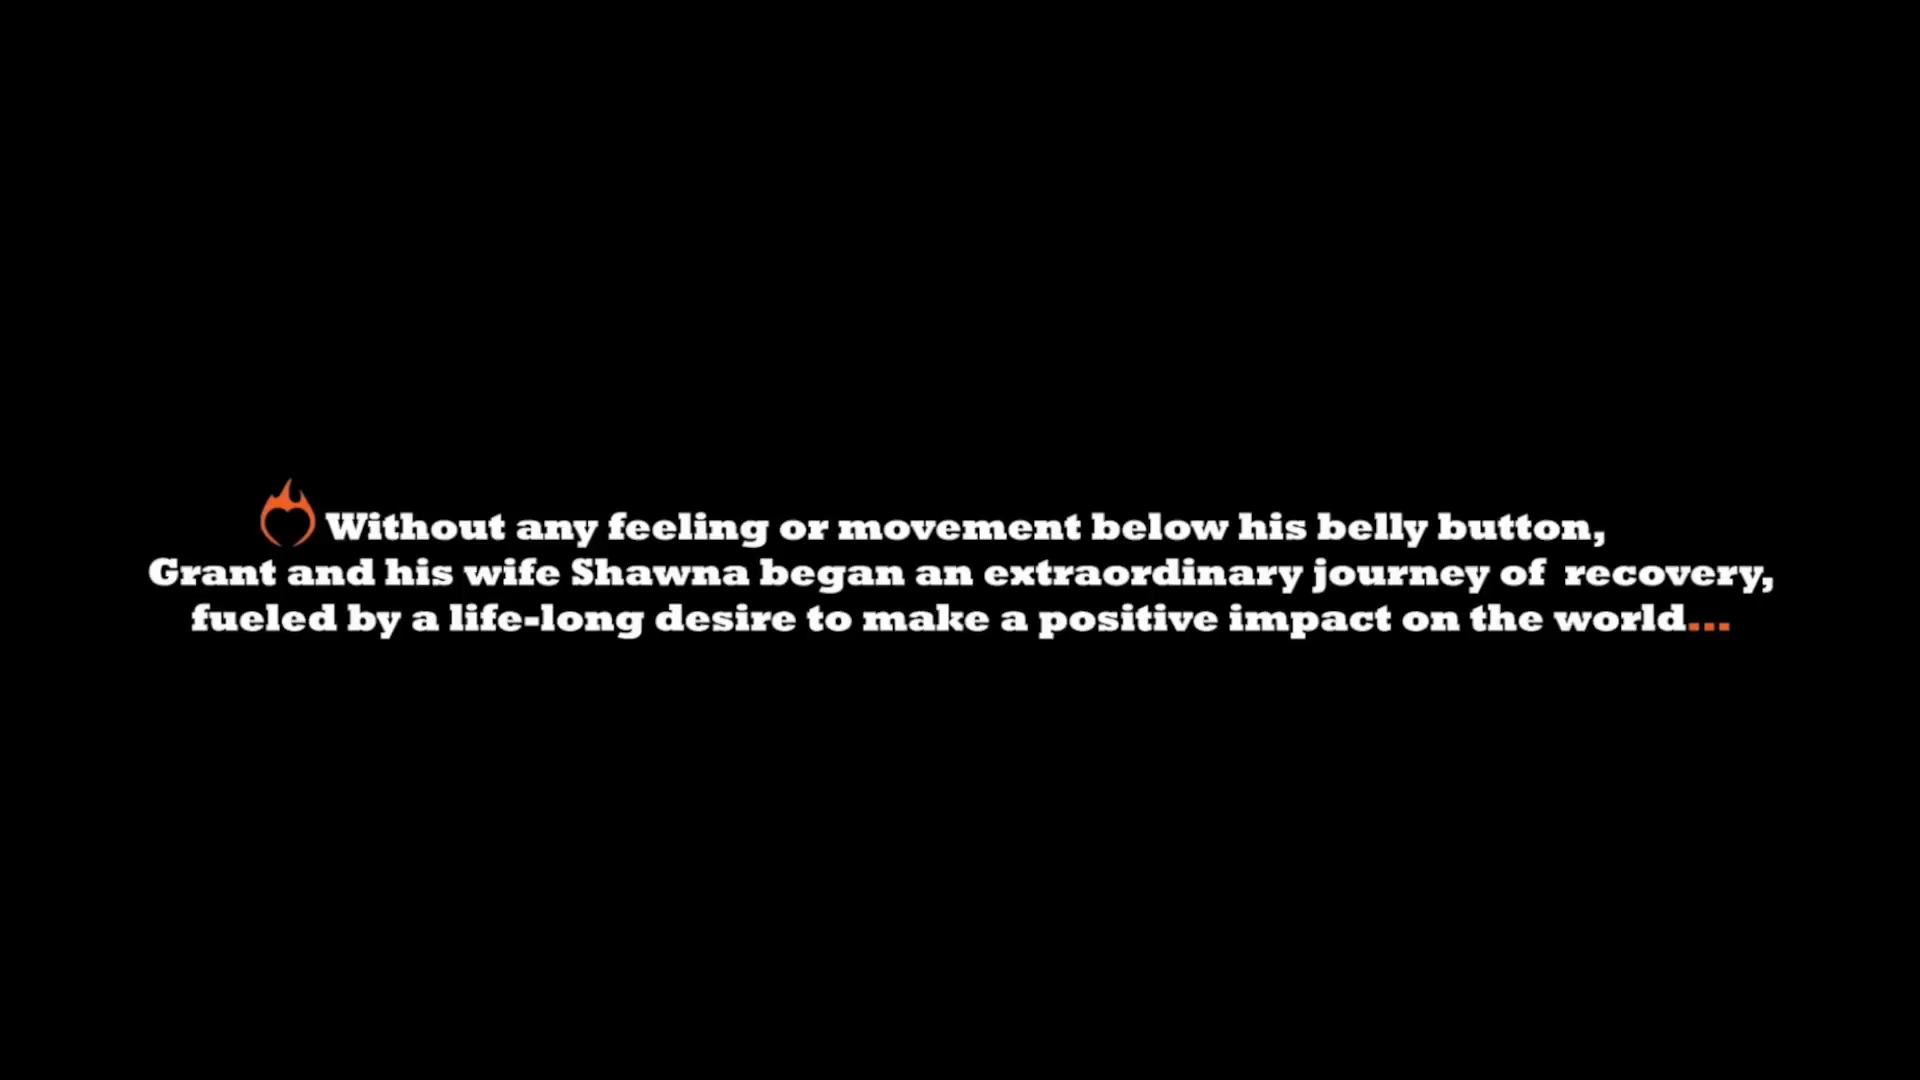 Without any feeling or movement below his belly button,
Grant and his wife Shawna began an extraordinary journey of  recovery,
fueled by a life-long desire to make a positive impact on the world...